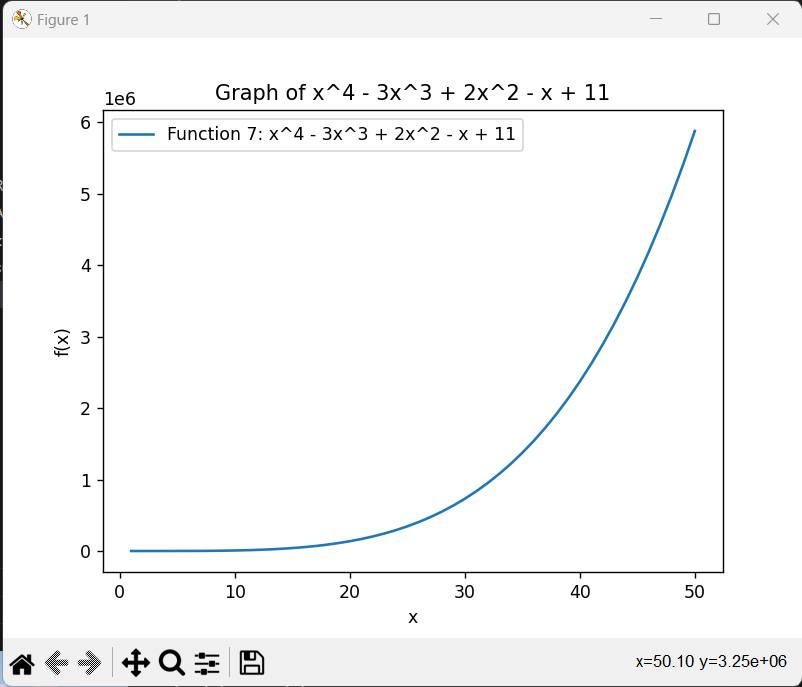 Figure 1
Graph of x^4 - 3x^3 + 2x^2 - x + 11
1e6
Function 7: x^4 - 3x^3 + 2x^2 - x + 11
6
5
4
3
2
1
0
f(x)
0 10 20 30 40 50
x
x=50.10 y=3.25e+06